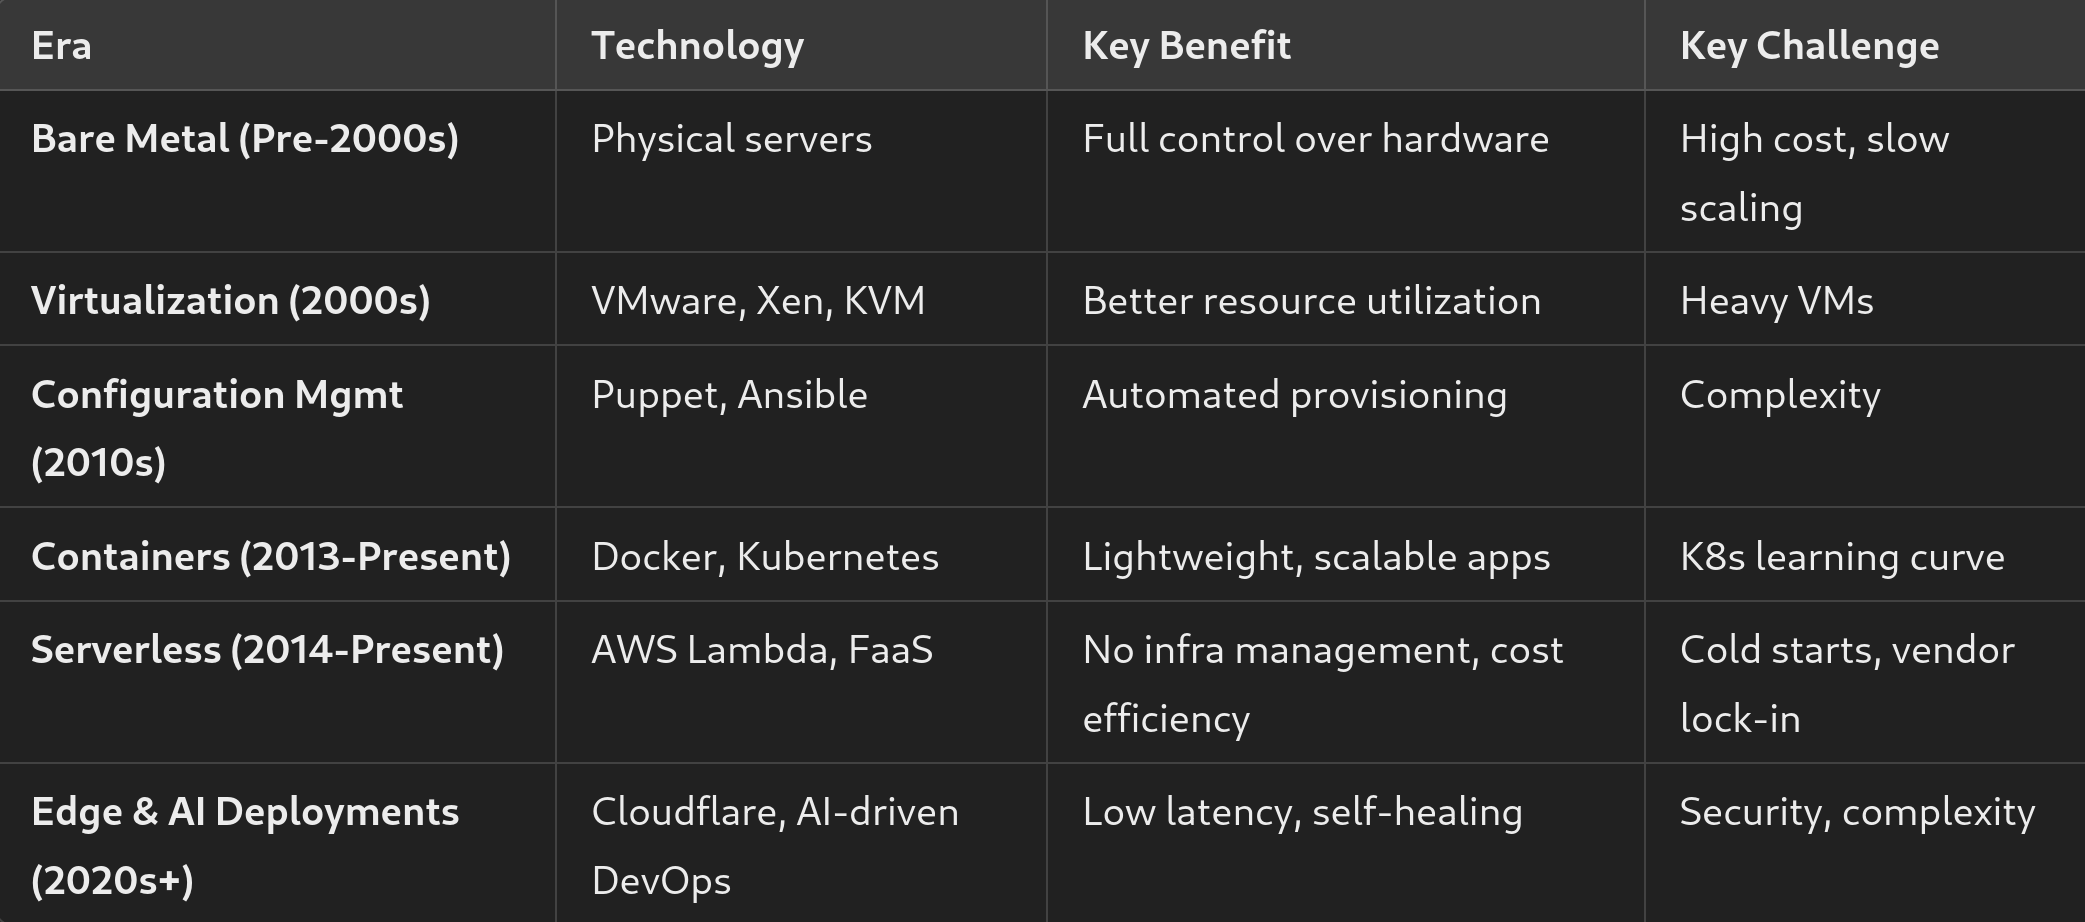 Era Technology Key Benefit Key Challenge
Bare Metal (Pre-2000s) Physical servers Full control over hardware High cost, slow
scaling
Virtualization (2000s) VMware, Xen, KVM Better resource utilization Heavy VMs
Configuration Mgmt Puppet, Ansible Automated provisioning Complexity
(2010s)
Containers (2013-Present) Docker, Kubernetes Lightweight, scalable apps K8s learning curve
Serverless (2014-Present) AWS Lambda, FaaS No infra management, cost Cold starts, vendor
efficiency lock-in
Edge & AI Deployments Cloudflare, AI-driven Low latency, self-healing Security, complexity
(2020s+) DevOps